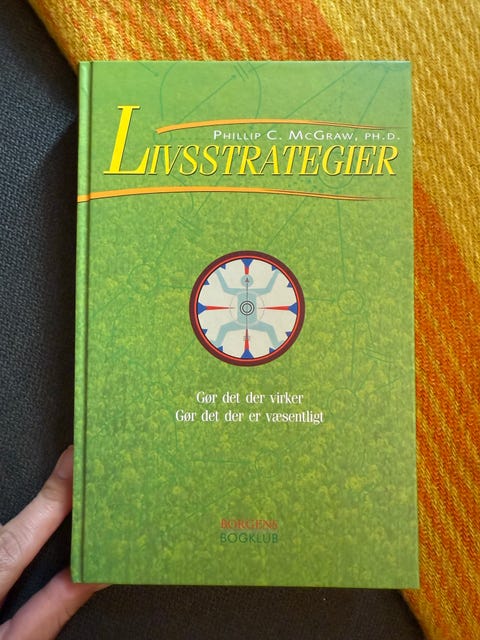 PHILLIP C. MCGRAW, PH.D.
LIVSSTRATEGIER
Gør det der virker
Gør det der er væsentligt
BORGENS
BOGKLUB